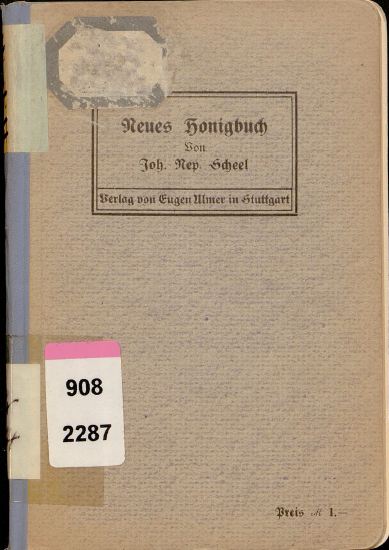 Neues Honigbuch
Von
Joh. Nep. Scheel
Verlag von Eugen Ulmer in Stuttgart
908
2287
Preis ℳ 1.—